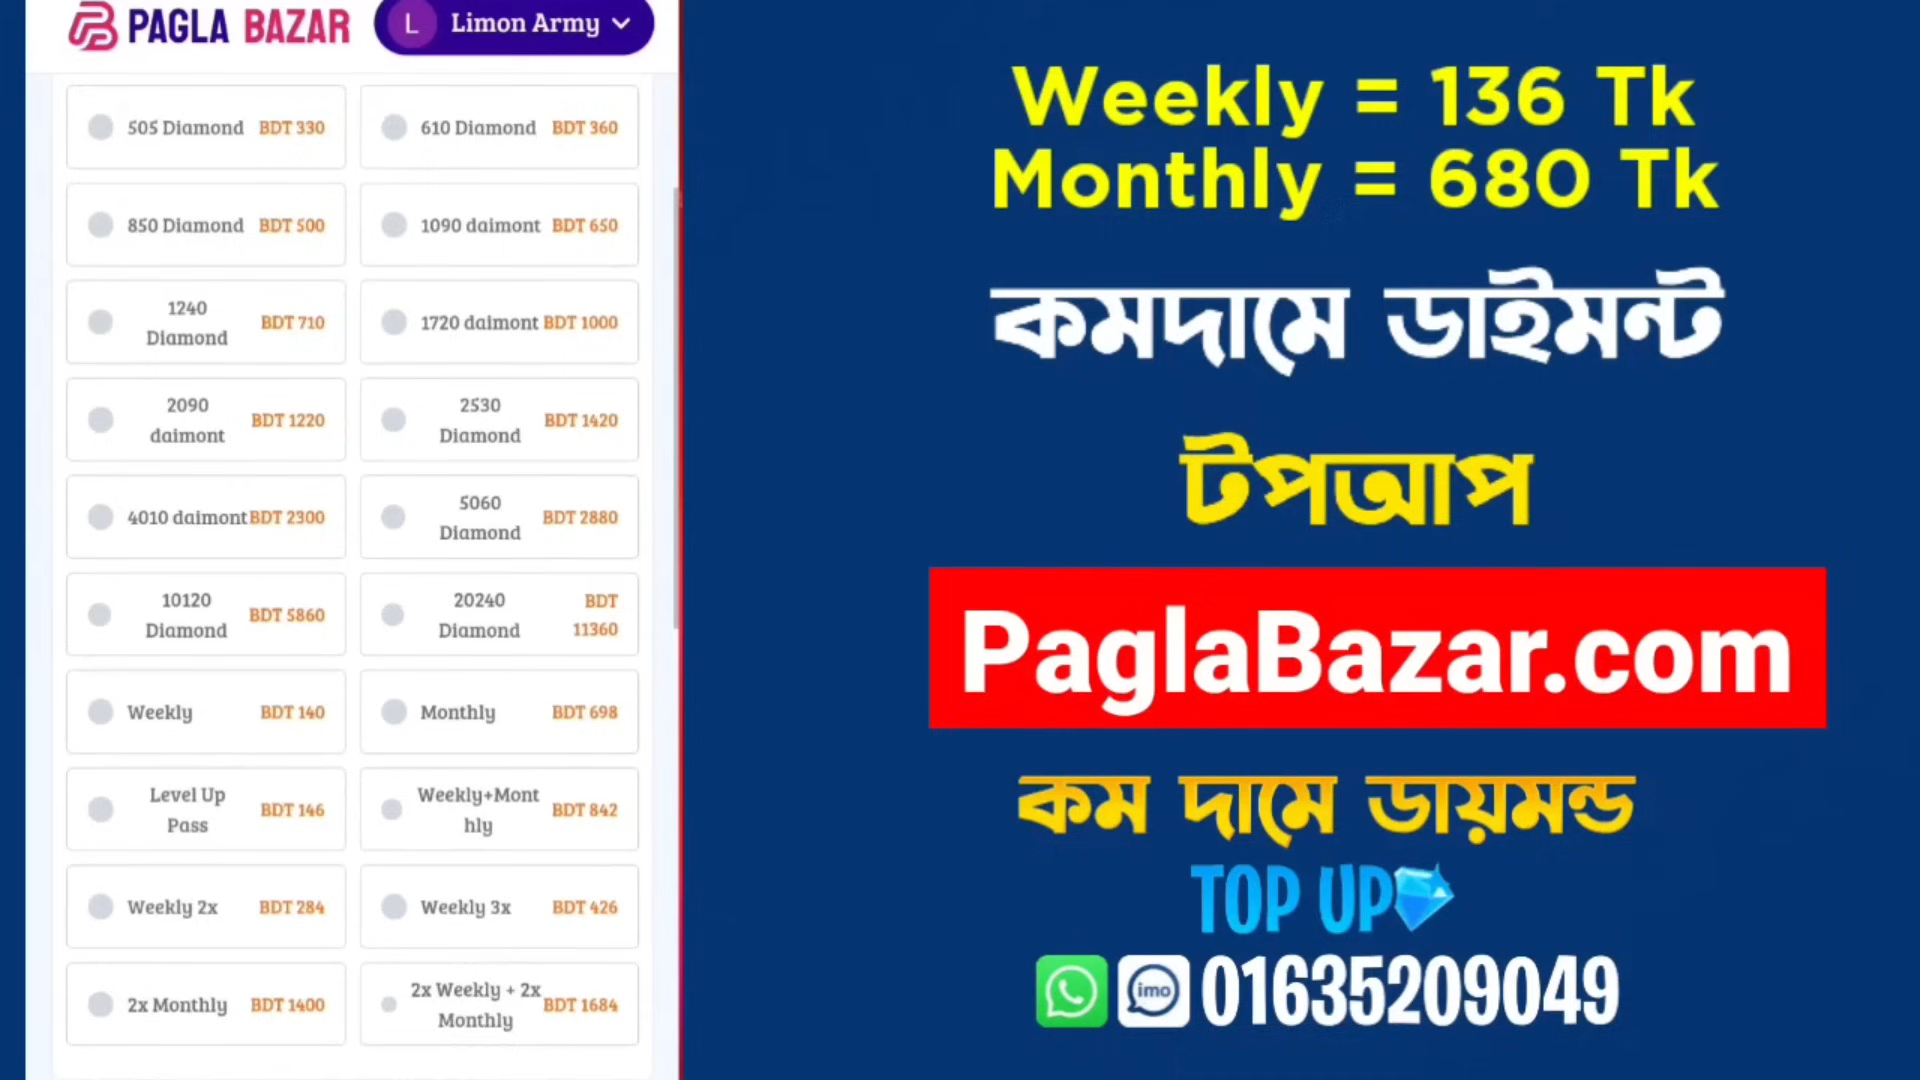 PAGLA BAZAR
L Limon Army
505 Diamond BDT 330
610 Diamond BDT 360
850 Diamond BDT 500
1090 daimont BDT 650
1240
Diamond
BDT 710
1720 daimont BDT 1000
2090
daimont
BDT 1220
2530
Diamond
BDT 1420
4010 daimont BDT 2300
5060
Diamond
BDT 2880
10120
Diamond
BDT 5860
20240
Diamond
BDT
11360
Weekly BDT 140
Monthly BDT 698
Level Up
Pass
BDT 146
Weekly+Mont
hly
BDT 842
Weekly 2x BDT 284
Weekly 3x BDT 426
2x Monthly BDT 1400
2x Weekly + 2x
Monthly
BDT 1684
Weekly = 136 Tk
Monthly = 680 Tk
কমদামে ডাইমন্ট
টপআপ
PaglaBazar.com
কম দামে ডায়মন্ড
TOP UP
imo 01635209049